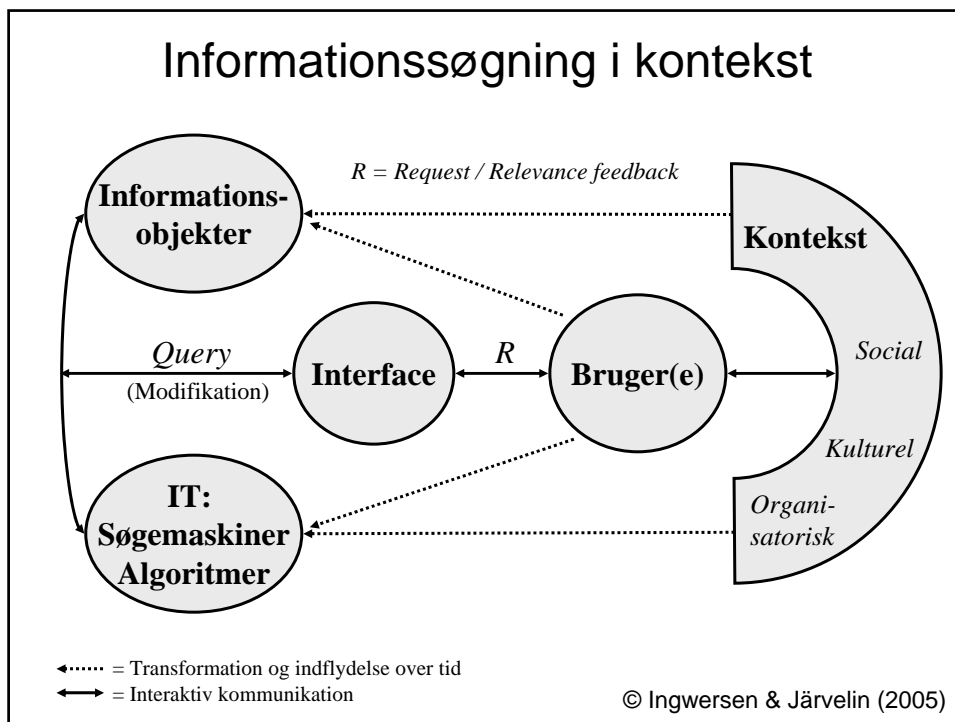 Informationssøgning i kontekst
R = Request / Relevance feedback
Informations-
objekter
Kontekst
Query
(Modifikation)
Interface
R
Bruger(e)
Social
Kulturel
Organi-
satorisk
IT:
Søgemaskiner
Algoritmer
= Transformation og indflydelse over tid
= Interaktiv kommunikation
© Ingwersen & Järvelin (2005)